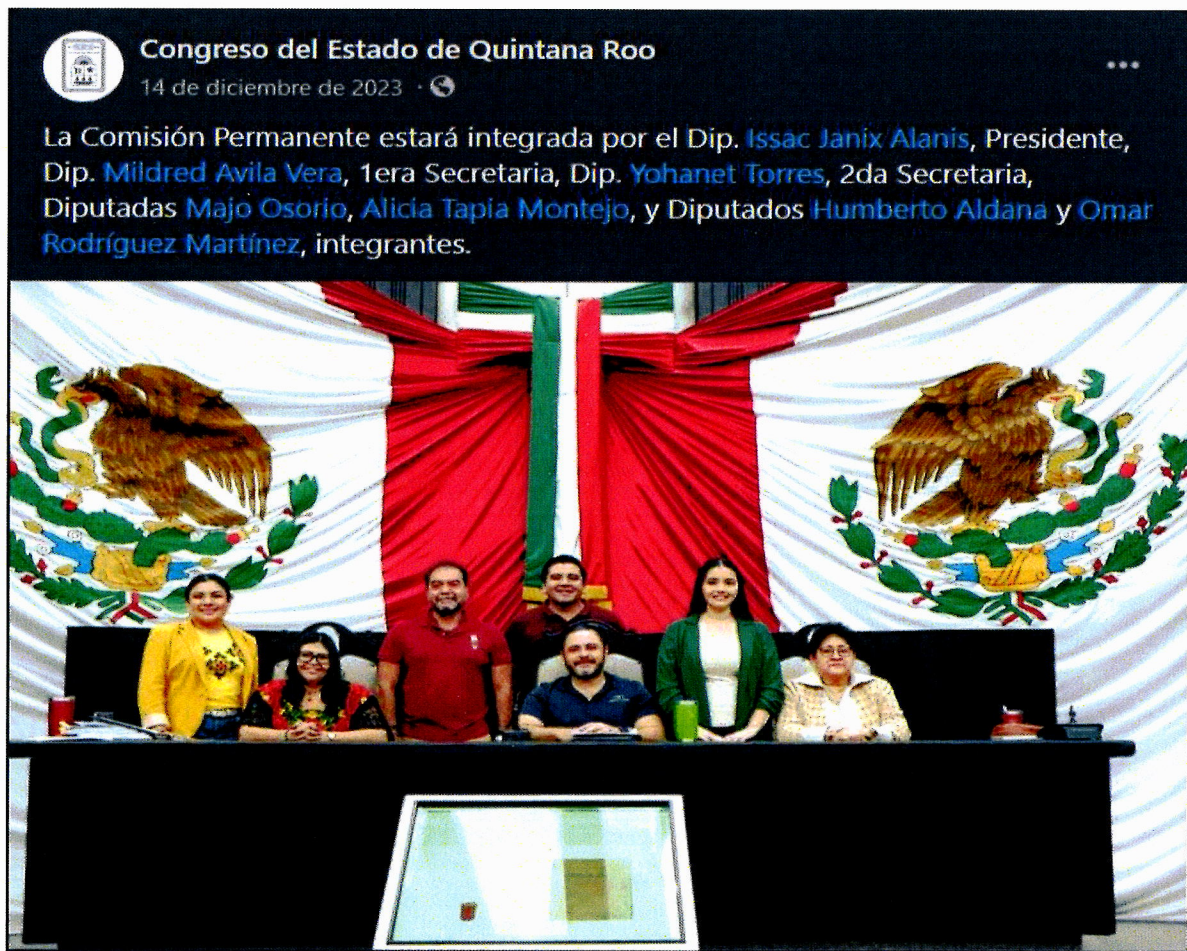 Congreso del Estado de Quintana Roo
14 de diciembre de 2023
La Comisión Permanente estará integrada por el Dip. Issac Janix Alanis, Presidente,
Dip. Mildred Avila Vera, 1era Secretaria, Dip. Yohanet Torres, 2da Secretaria,
Diputadas Majo Osorio, Alicia Tapia Montejo, y Diputados Humberto Aldana y Omar
Rodríguez Martínez, integrantes.